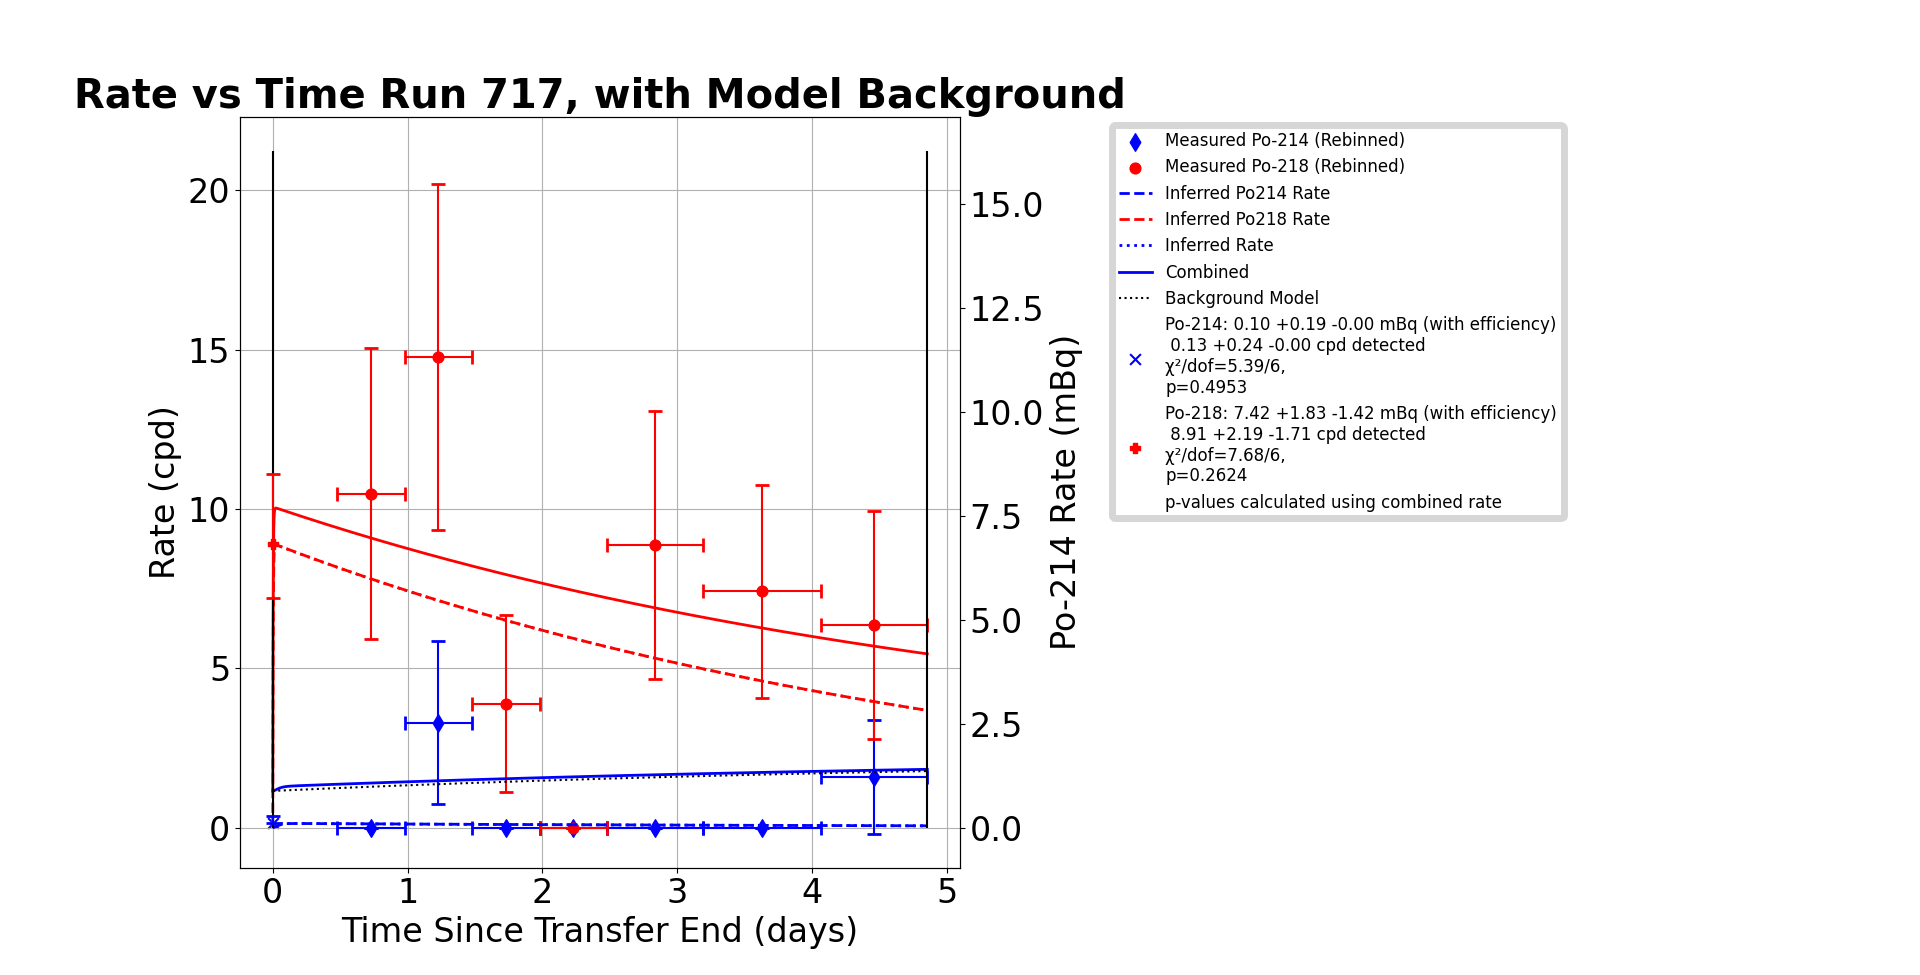 Rate vs Time Run 717, with Model Background
Rate (cpd)
20
15
10
5
0
0
1
2
3
4
5
Time Since Transfer End (days)
15.0
12.5
10.0
7.5
5.0
2.5
0.0
Po-214 Rate (mBq)
Measured Po-214 (Rebinned)
Measured Po-218 (Rebinned)
Inferred Po214 Rate
Inferred Po218 Rate
Inferred Rate
Combined
Background Model
Po-214: 0.10 +0.19 -0.00 mBq (with efficiency)
0.13 +0.24 -0.00 cpd detected
χ²/dof=5.39/6,
p=0.4953
Po-218: 7.42 +1.83 -1.42 mBq (with efficiency)
8.91 +2.19 -1.71 cpd detected
χ²/dof=7.68/6,
p=0.2624
p-values calculated using combined rate